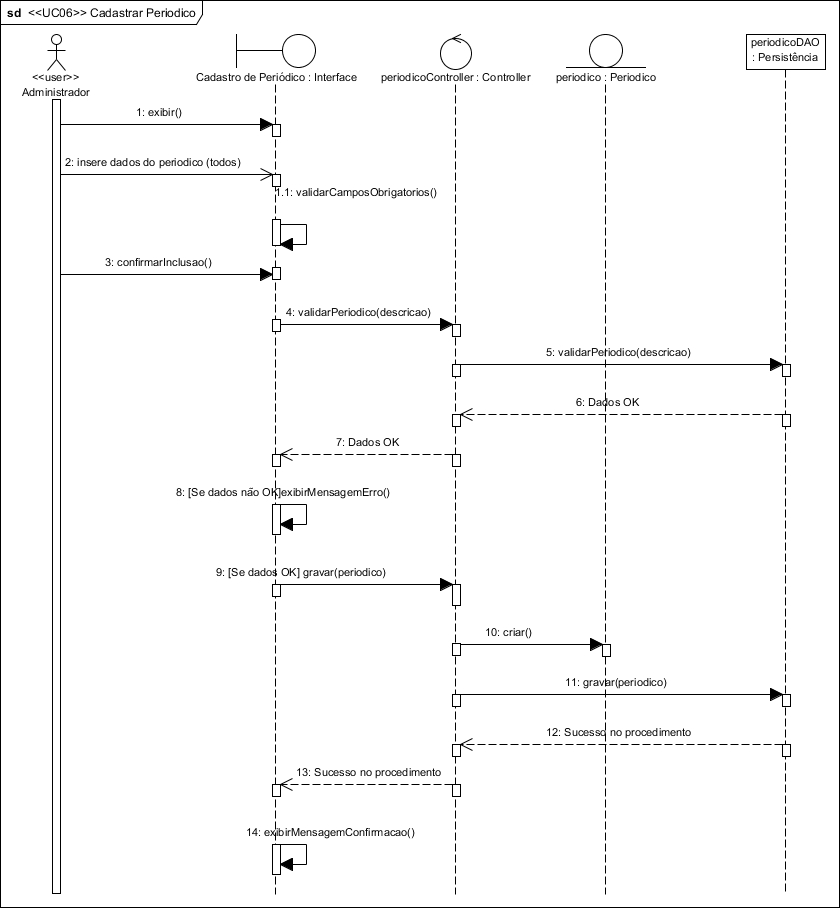 sd <<UC06>> Cadastrar Periodico
<<user>>
Administrador
Cadastro de Periódico : Interface
periodicoController : Controller
periodico : Periodico
periodicoDAO
: Persistência
1: exibir()
2: insere dados do periodico (todos)
1.1: validarCamposObrigatorios()
3: confirmarInclusao()
4: validarPeriodico(descricao)
5: validarPeriodico(descricao)
6: Dados OK
7: Dados OK
8: [Se dados não OK]exibirMensagemErro()
9: [Se dados OK] gravar(periodico)
10: criar()
11: gravar(periodico)
12: Sucesso no procedimento
13: Sucesso no procedimento
14: exibirMensagemConfirmacao()